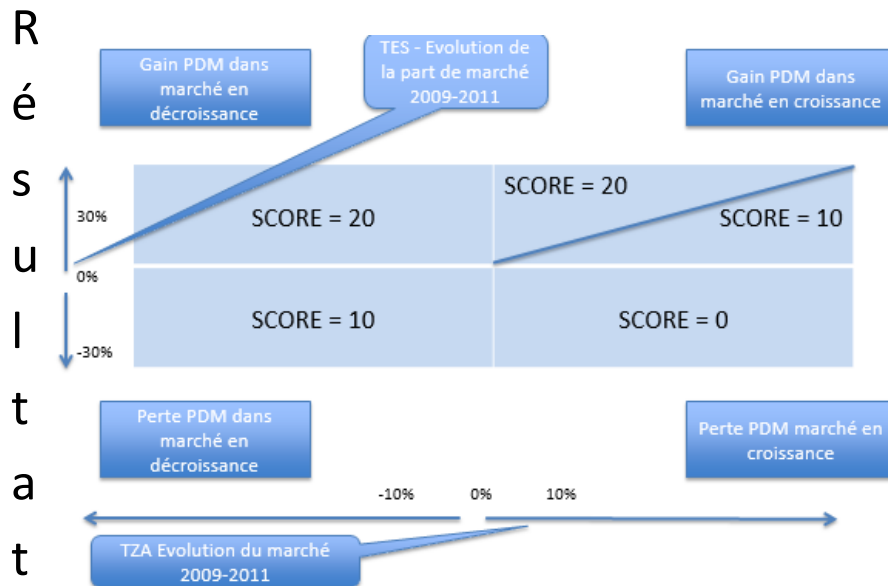 Résultat
TES - Evolution de
la part de marché
2009-2011
Gain PDM dans
marché en
décroissance
Gain PDM dans
marché en croissance
30%
0%
-30%
SCORE = 20
SCORE = 20
SCORE = 10
SCORE = 10
SCORE = 0
Perte PDM dans
marché en
décroissance
Perte PDM marché en
croissance
-10%
0%
10%
TZA Evolution du marché
2009-2011